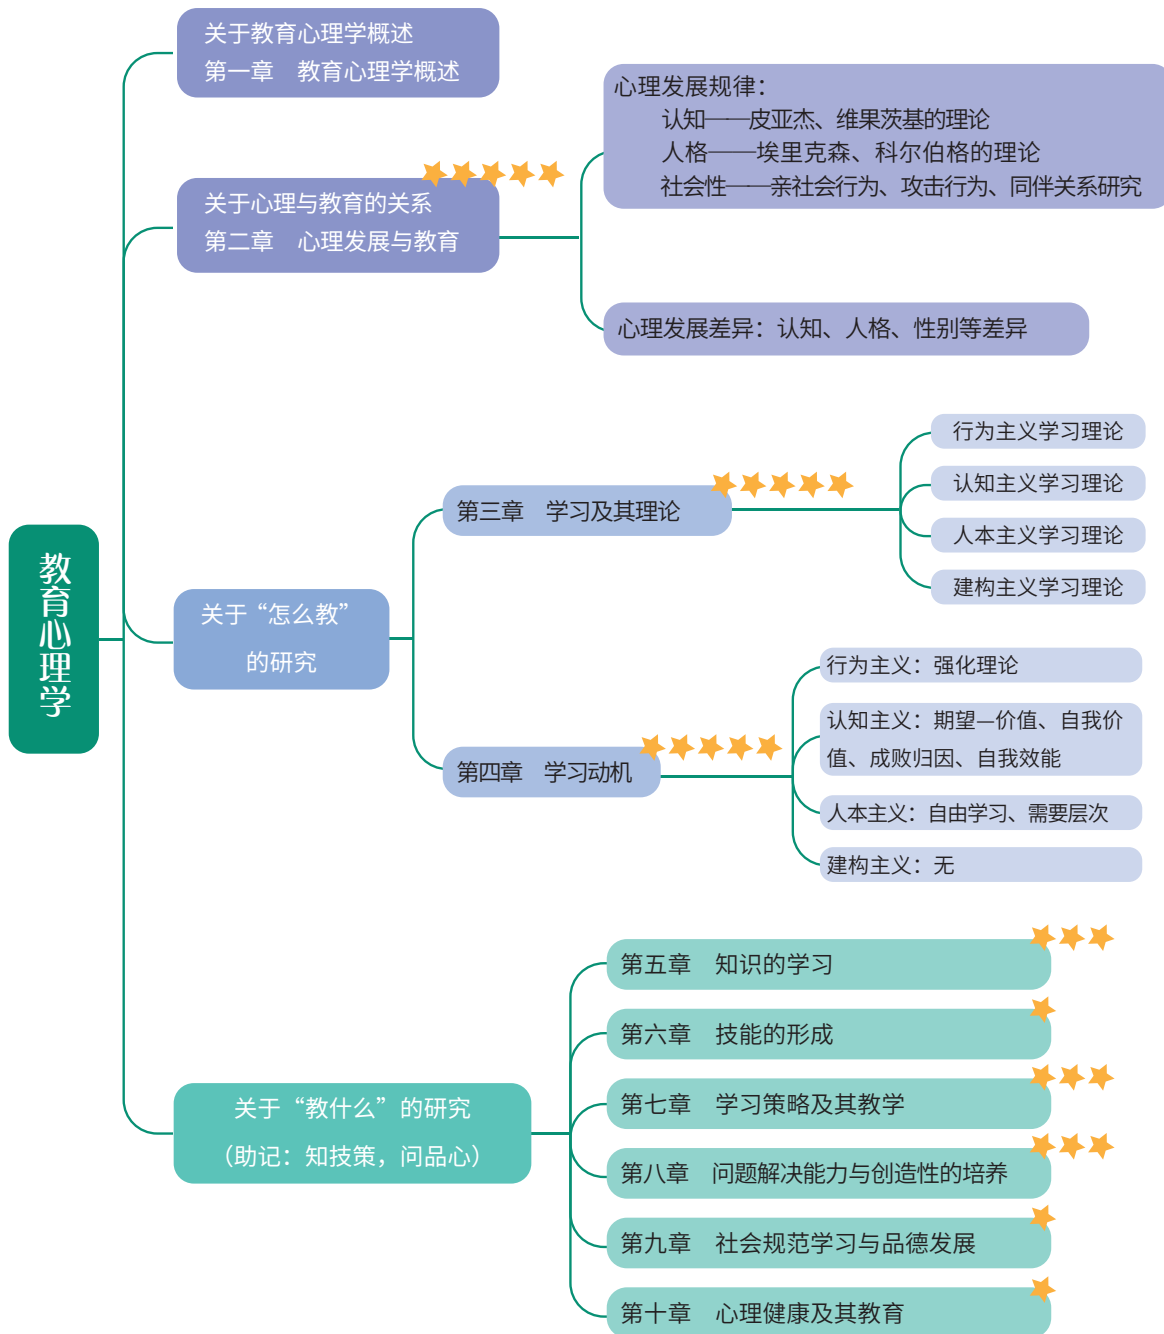 教育心理学
关于教育心理学概述
第一章 教育心理学概述
关于心理与教育的关系
第二章 心理发展与教育
心理发展规律：
认知——皮亚杰、维果茨基的理论
人格——埃里克森、科尔伯格的理论
社会性——亲社会行为、攻击行为、同伴关系研究
心理发展差异：认知、人格、性别等差异
关于“怎么教”
的研究
第三章 学习及其理论
行为主义学习理论
认知主义学习理论
人本主义学习理论
建构主义学习理论
第四章 学习动机
行为主义：强化理论
认知主义：期望—价值、自我价
值、成败归因、自我效能
人本主义：自由学习、需要层次
建构主义：无
关于“教什么”的研究
（助记：知技策，问品心）
第五章 知识的学习
第六章 技能的形成
第七章 学习策略及其教学
第八章 问题解决能力与创造性的培养
第九章 社会规范学习与品德发展
第十章 心理健康及其教育